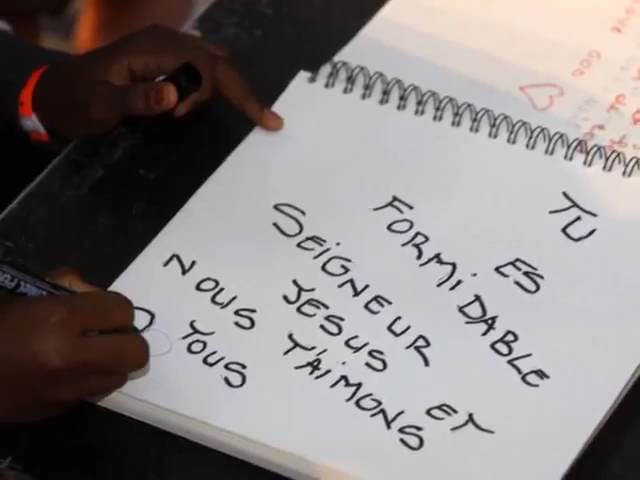 TU
ES
FORMIDABLE
SEIGNEUR
JESUS ET
NOUS T'AIMONS
TOUS